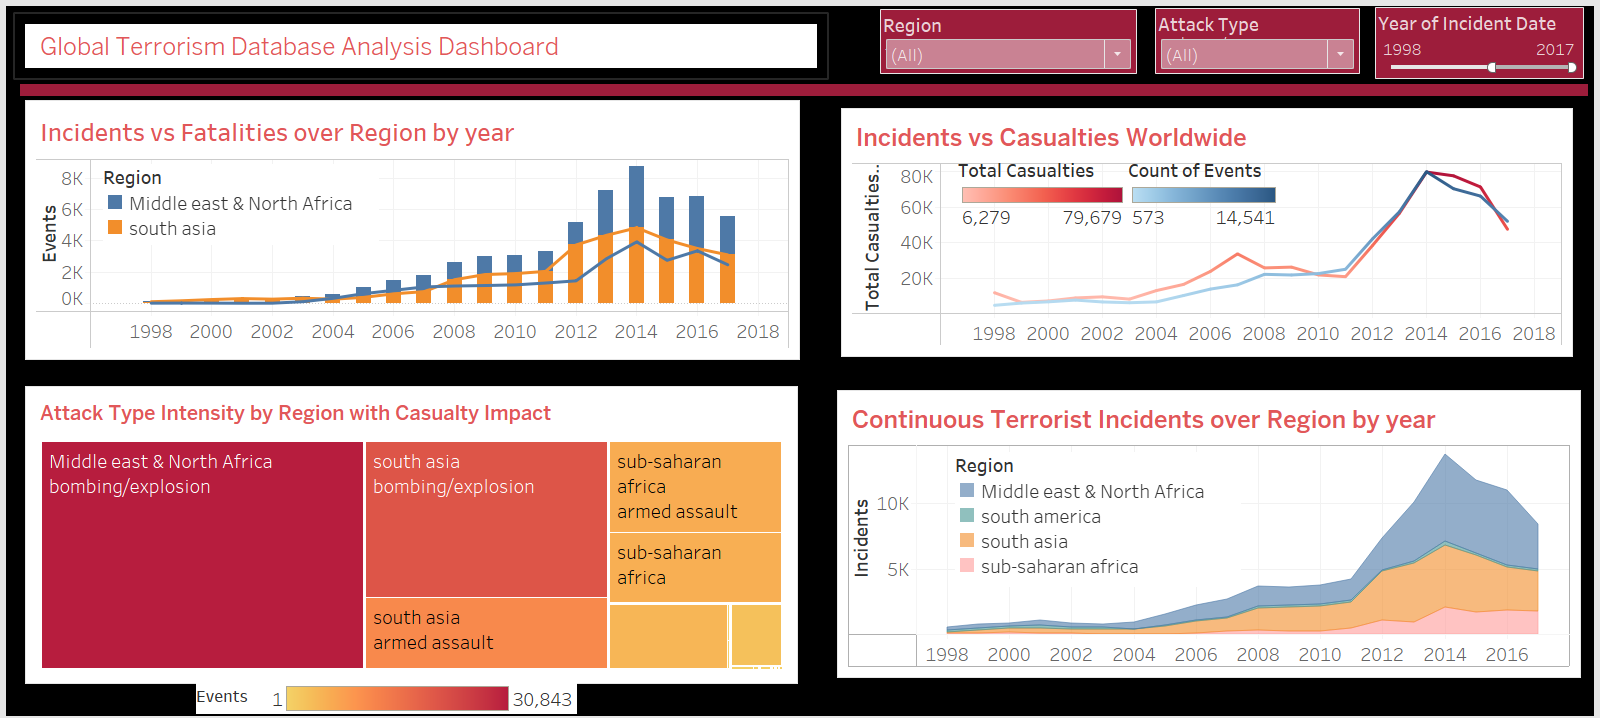 Global Terrorism Database Analysis Dashboard
Region
(All)
Attack Type
(All)
Year of Incident Date
1998 2017
Incidents vs Fatalities over Region by year
Region
Middle east & North Africa
south asia
Events
8K
6K
4K
2K
0K
1998 2000 2002 2004 2006 2008 2010 2012 2014 2016 2018
Incidents vs Casualties Worldwide
Total Casualties Count of Events
6,279 79,679 573 14,541
Total Casualties..
80K
60K
40K
20K
1998 2000 2002 2004 2006 2008 2010 2012 2014 2016 2018
Attack Type Intensity by Region with Casualty Impact
Middle east & North Africa
bombing/explosion
south asia
bombing/explosion
south asia
armed assault
sub-saharan
africa
armed assault
sub-saharan
africa
Events 1 30,843
Continuous Terrorist Incidents over Region by year
Region
Middle east & North Africa
south america
south asia
sub-saharan africa
Incidents
10K
5K
1998 2000 2002 2004 2006 2008 2010 2012 2014 2016